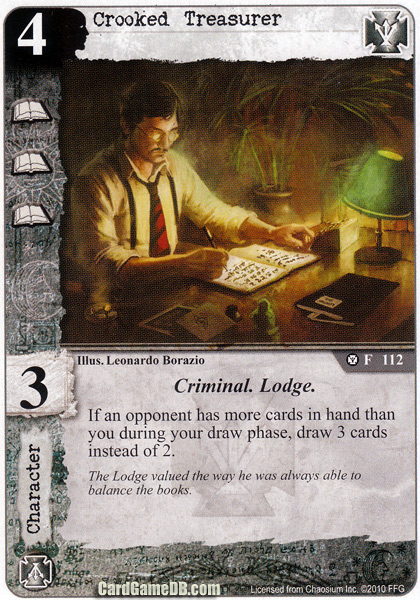 4
Crooked Treasurer
Illus. Leonardo Borazio
F 112
3
Criminal. Lodge.
If an opponent has more cards in hand than
you during your draw phase, draw 3 cards
instead of 2.
The Lodge valued the way he was always able to
balance the books.
Character
CardGameDB.com
Licensed from Chaosium Inc. ©2010 FFG